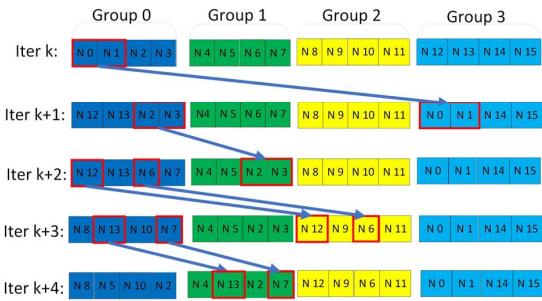 Group 0 Group 1 Group 2 Group 3
Iter k: N 0 N 1 N 2 N 3 N 4 N 5 N 6 N 7 N 8 N 9 N 10 N 11 N 12 N 13 N 14 N 15
Iter k+1: N 12 N 13 N 2 N 3 N4 N 5 N 6 N 7 N 8 N 9 N 10 N 11 N 0 N 1 N 14 N 15
Iter k+2: N 12 N 13 N 6 N 7 N 4 N 5 N 2 N 3 N 8 N 9 N 10 N 11 N 0 N 1 N 14 N 15
Iter k+3: N 8 N 13 N 9 N 7 N 4 N 5 N 2 N 3 N 12 N 9 N 6 N 11 N 0 N 1 N 14 N 15
Iter k+4: N 8 N 5 N 10 N 2 N 4 N 13 N 2 N 7 N 12 N 9 N 6 N 11 N 0 N 1 N 14 N 15